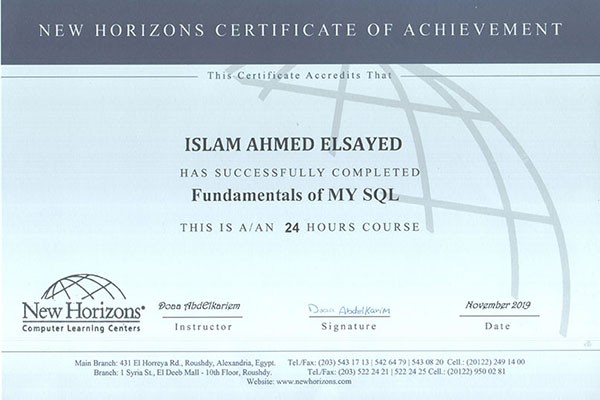 NEW HORIZONS CERTIFICATE OF ACHIEVEMENT
This Certificate Accredits That
ISLAM AHMED ELSAYED
HAS SUCCESSFULLY COMPLETED
Fundamentals of MY SQL
THIS IS A/AN 24 HOURS COURSE
New Horizons®
Computer Learning Centers
Doaa AbdElkariem
Instructor
Doaa Abdelkarim
Signature
November 2019
Date
Main Branch: 431 El Horreya Rd., Roushdy, Alexandria, Egypt. Tel./Fax: (203) 543 17 13 | 542 64 79 | 543 08 20 Cell.: (20122) 249 14 00
Branch: 1 Syria St., El Deeb Mall - 10th Floor, Roushdy. Tel./Fax: (203) 522 24 21 | 522 24 25 Cell.: (20122) 950 02 81
Website: www.newhorizons.com